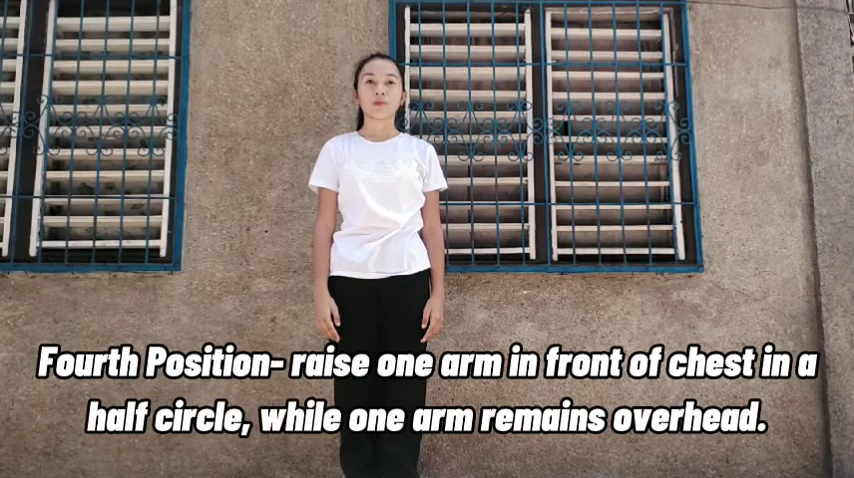 Fourth Position- raise one arm in front of chest in a
half circle, while one arm remains overhead.